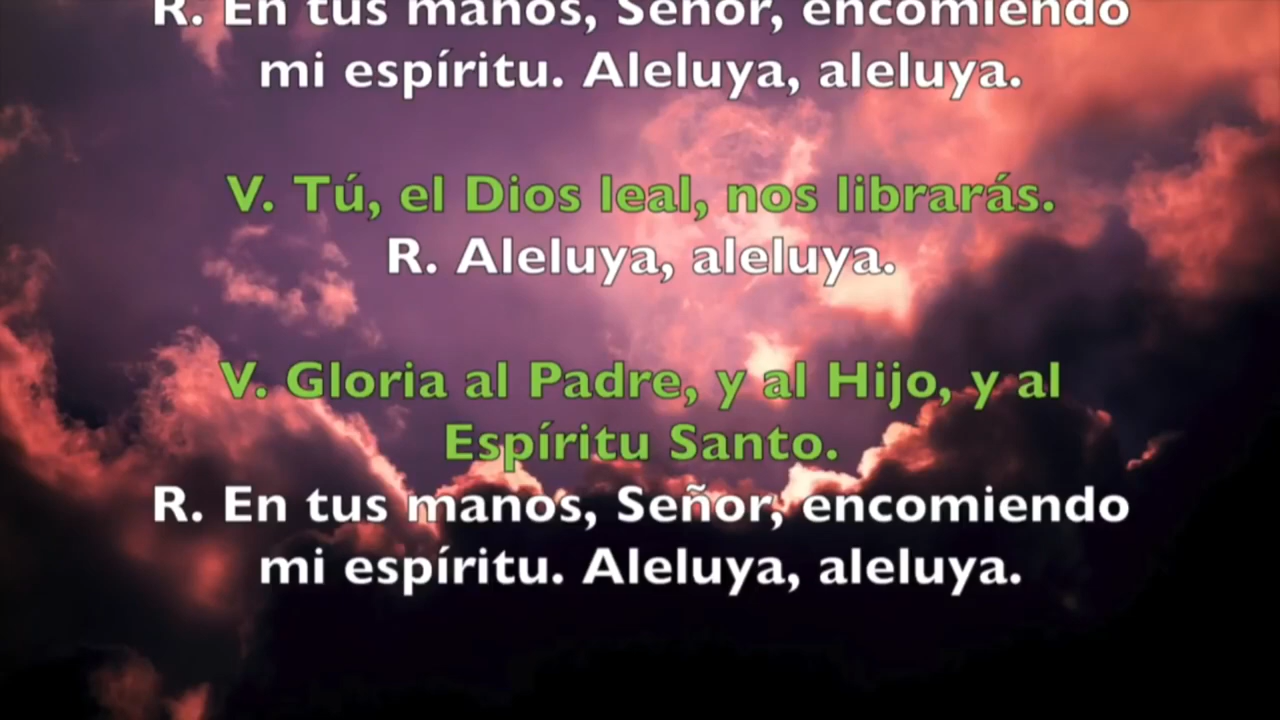 R. En tus manos, Señor, encomiendo
mi espíritu. Aleluya, aleluya.
V. Tú, el Dios leal, nos librarás.
R. Aleluya, aleluya.
V. Gloria al Padre, y al Hijo, y al
Espíritu Santo.
R. En tus manos, Señor, encomiendo
mi espíritu. Aleluya, aleluya.